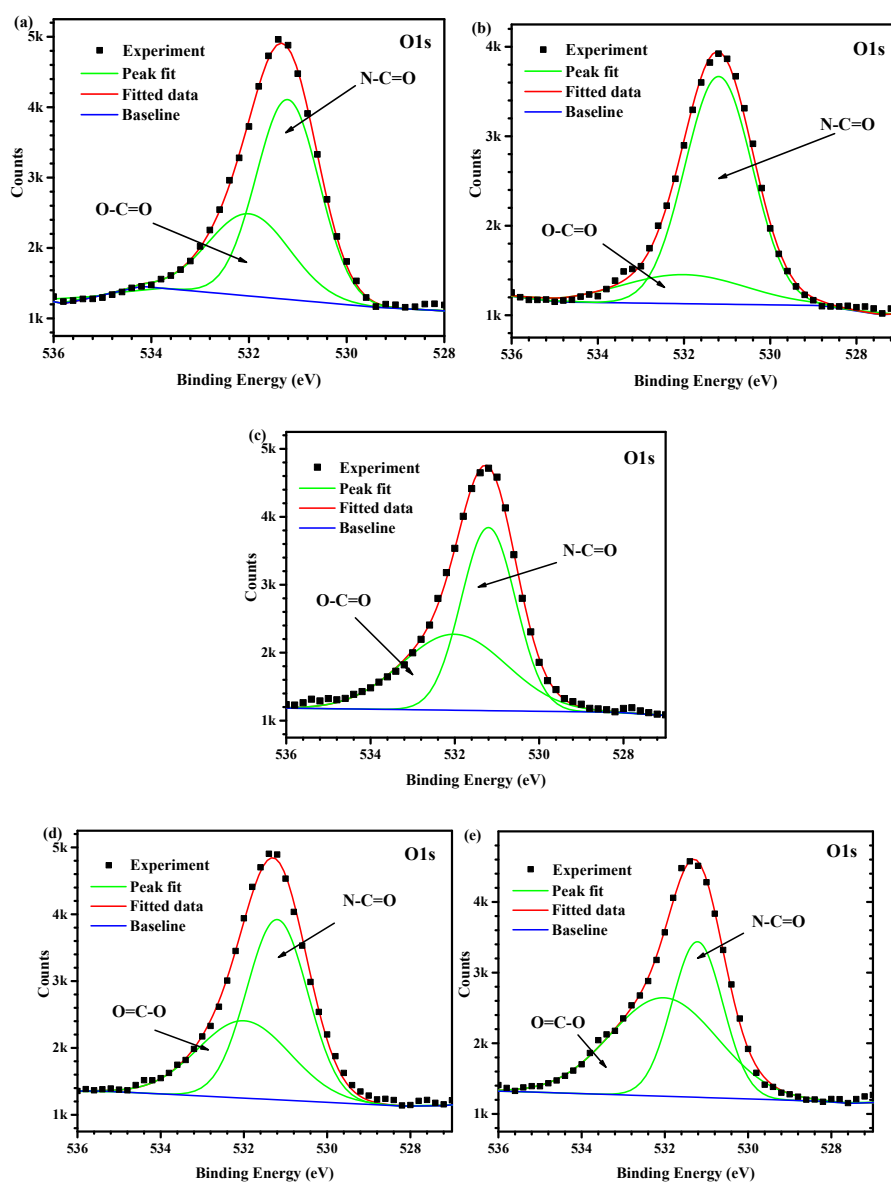 (a)
O1s
Experiment
Peak fit
Fitted data
Baseline
N-C=O
O-C=O
5k
4k
3k
2k
1k
Counts
536 534 532 530 528
Binding Energy (eV)
(b)
O1s
Experiment
Peak fit
Fitted data
Baseline
N-C=O
O-C=O
4k
3k
2k
1k
Counts
536 534 532 530 528
Binding Energy (eV)
(c)
O1s
Experiment
Peak fit
Fitted data
Baseline
N-C=O
O-C=O
5k
4k
3k
2k
1k
Counts
536 534 532 530 528
Binding Energy (eV)
(d)
O1s
Experiment
Peak fit
Fitted data
Baseline
N-C=O
O=C-O
5k
4k
3k
2k
1k
Counts
536 534 532 530 528
Binding Energy (eV)
(e)
O1s
Experiment
Peak fit
Fitted data
Baseline
N-C=O
O=C-O
5k
4k
3k
2k
1k
Counts
536 534 532 530 528
Binding Energy (eV)